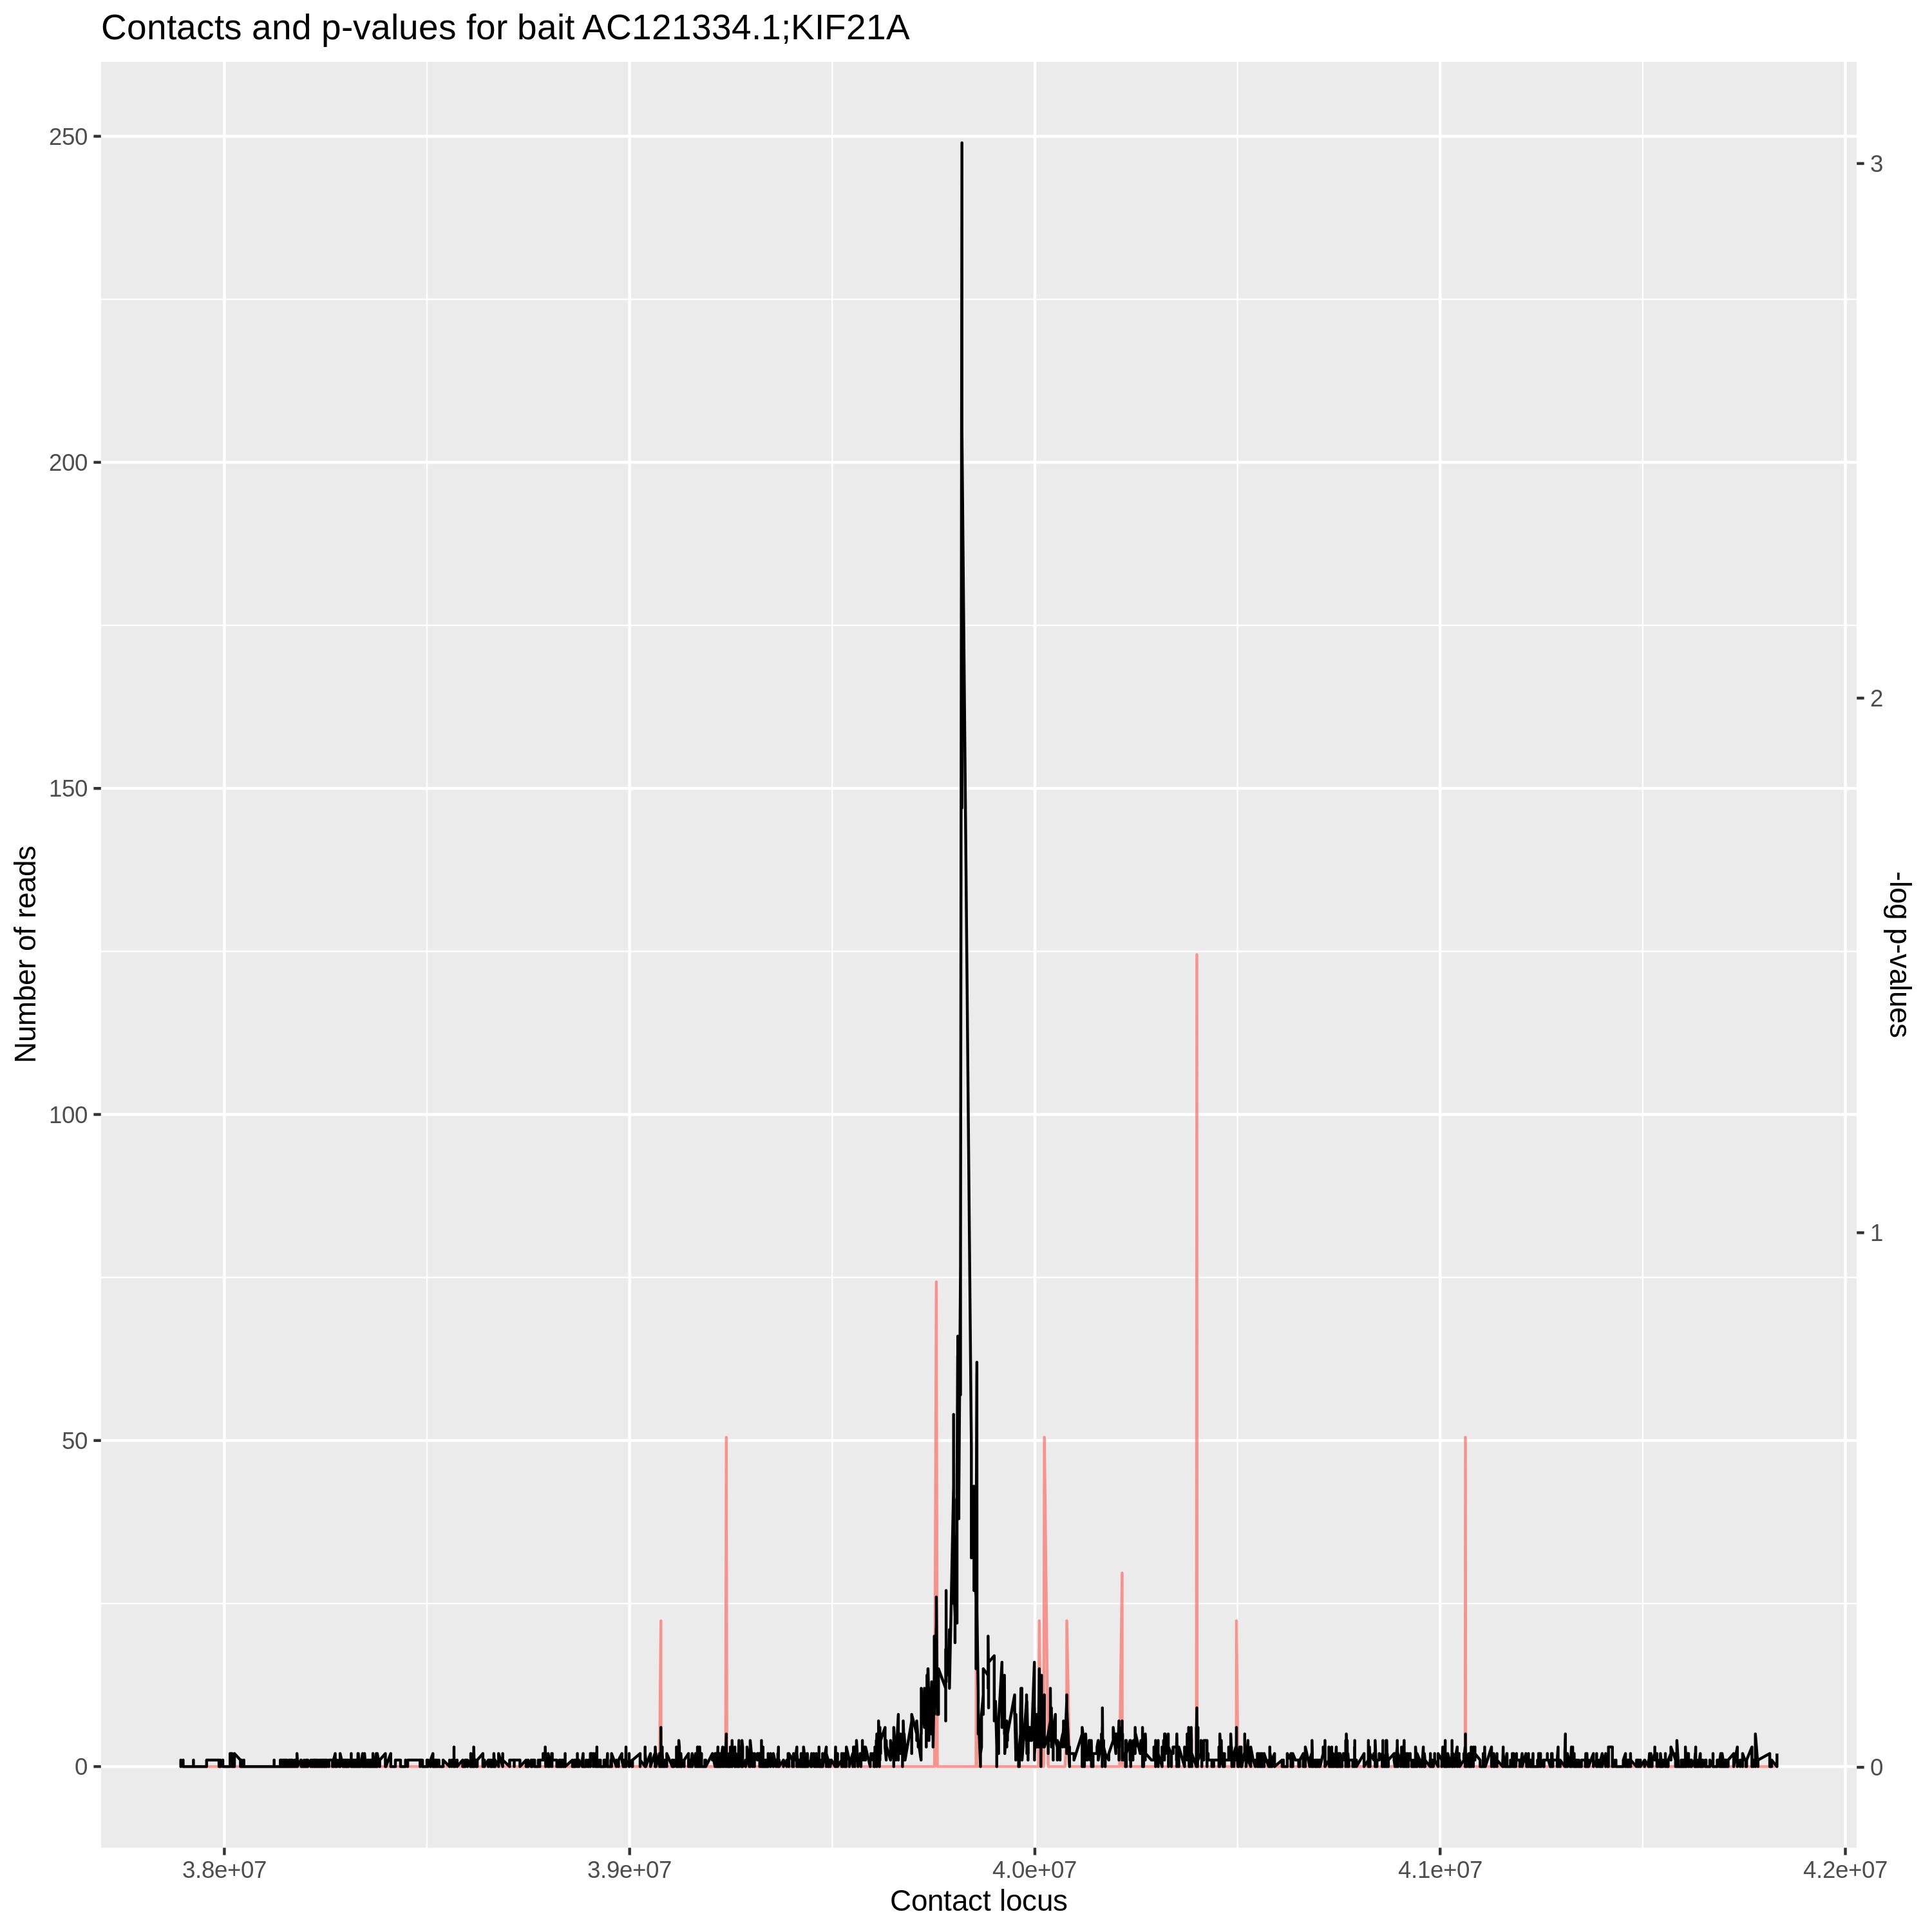 Contacts and p-values for bait AC121334.1;KIF21A
250
200
150
100
50
0
Number of reads
3
2
1
0
-log p-values
3.8e+07 3.9e+07 4.0e+07 4.1e+07 4.2e+07
Contact locus